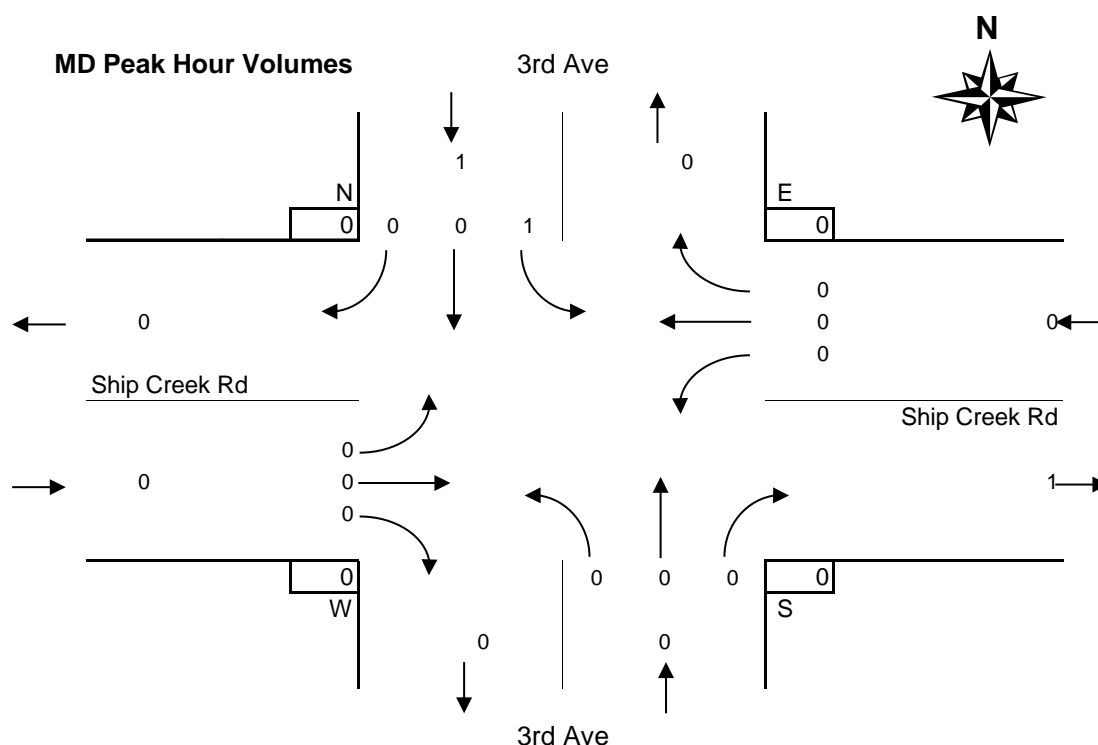 N
MD Peak Hour Volumes 3rd Ave
1 0
N E
0 0 0 1 0
0
0 0 0
0
Ship Creek Rd
Ship Creek Rd
0
0 0 1
0
0 0 0 0 0
W S
0 0
3rd Ave